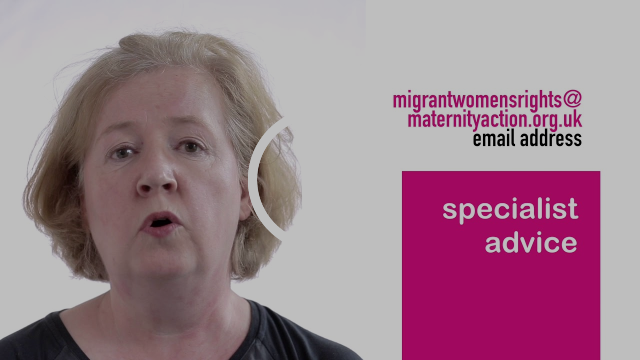 migrantwomensrights@
maternityaction.org.uk
email address
specialist
advice